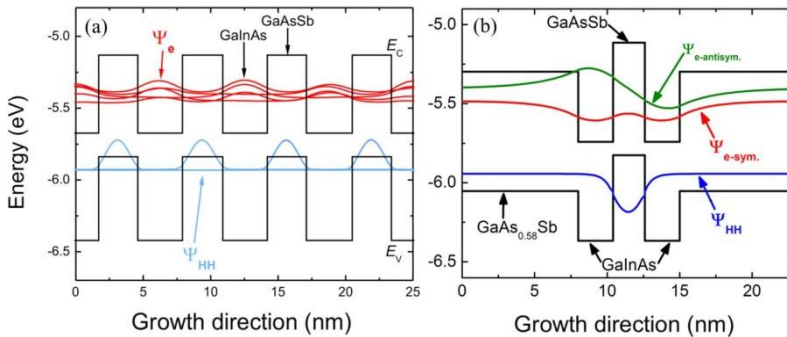 (a)
GaAsSb
GaInAs
Ψe
EC
ΨHH
EV
-5.0
-5.5
-6.0
-6.5
Energy (eV)
0 5 10 15 20 25
Growth direction (nm)
(b)
GaAsSb
Ψe-antisym.
Ψe-sym.
ΨHH
GaAs0.58Sb
GaInAs
-5.0
-5.5
-6.0
-6.5
0 5 10 15 20
Growth direction (nm)